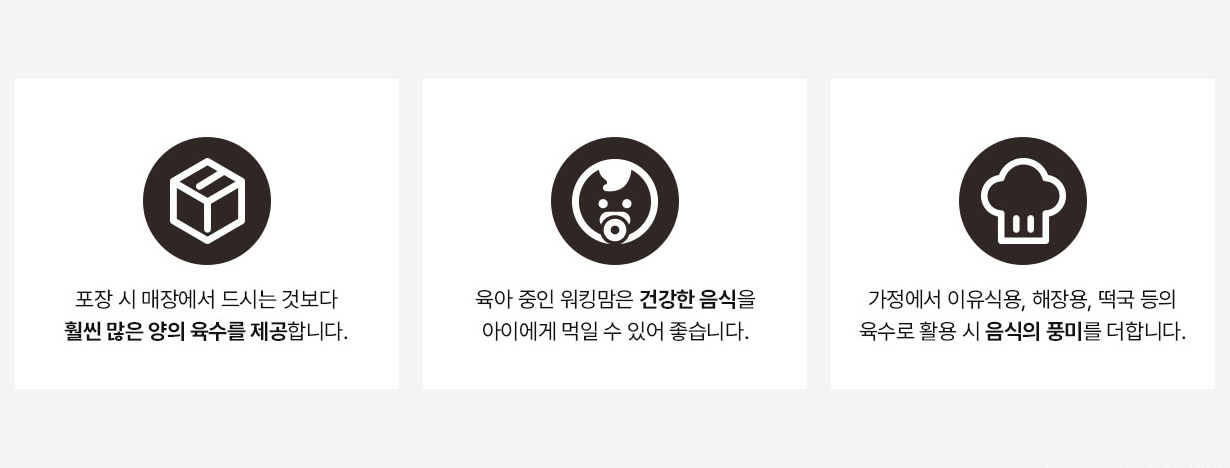 포장 시 매장에서 드시는 것보다
훨씬 많은 양의 육수를 제공합니다.
육아 중인 워킹맘은 건강한 음식을
아이에게 먹일 수 있어 좋습니다.
가정에서 이유식용, 해장용, 떡국 등의
육수로 활용 시 음식의 풍미를 더합니다.